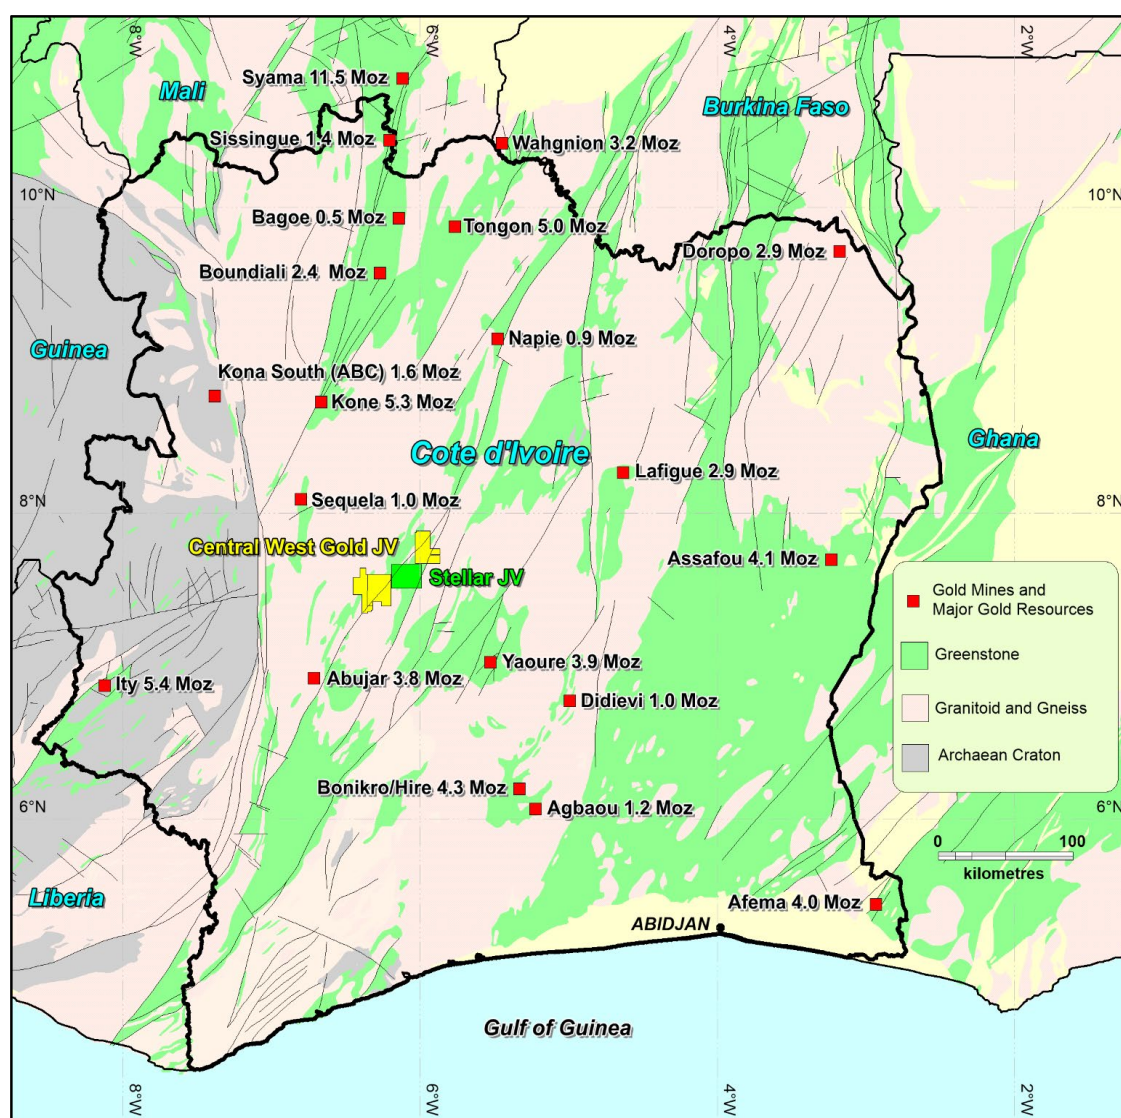 8°W
6°W
4°W
2°W
Syama 11.5 Moz
Mali
Burkina Faso
Sissingue 1.4 Moz
Wahgnion 3.2 Moz
10°N
10°N
Bagoe 0.5 Moz
Tongon 5.0 Moz
Doropo 2.9 Moz
Boundiali 2.4 Moz
Napie 0.9 Moz
Guinea
Kona South (ABC) 1.6 Moz
Kone 5.3 Moz
Cote d'Ivoire
Ghana
Lafigue 2.9 Moz
Sequela 1.0 Moz
8°N
8°N
Central West Gold JV
Assafou 4.1 Moz
Stellar JV
Gold Mines and
Major Gold Resources
Greenstone
Yaoure 3.9 Moz
Abujar 3.8 Moz
Ity 5.4 Moz
Didievi 1.0 Moz
Granitoid and Gneiss
Archaean Craton
Bonikro/Hire 4.3 Moz
Agbaou 1.2 Moz
6°N
6°N
0
100
kilometres
Liberia
Afema 4.0 Moz
ABIDJAN
Gulf of Guinea
8°W
6°W
4°W
2°W